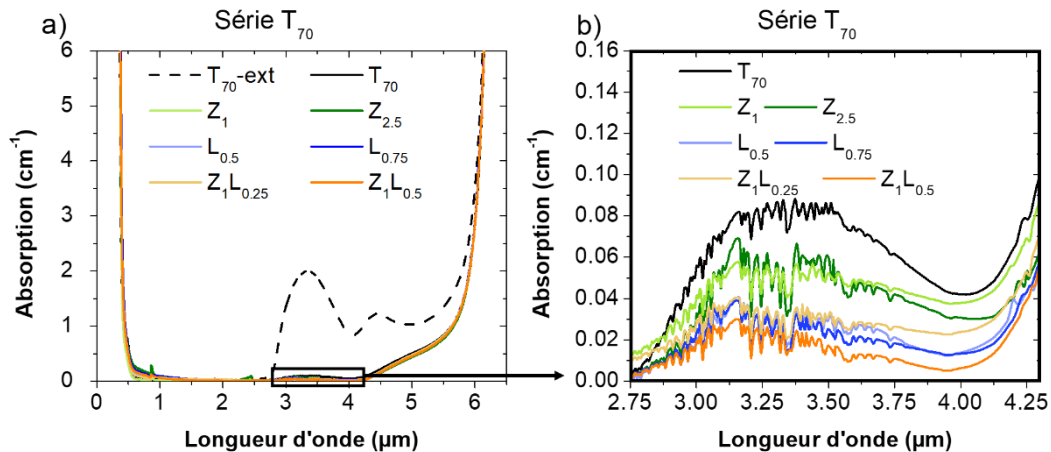 a)
Série T₇₀
6
5
4
3
2
1
0
0 1 2 3 4 5 6
Absorption (cm⁻¹)
Longueur d'onde (µm)
T₇₀-ext T₇₀
Z₁ Z₂.₅
L₀.₅ L₀.₇₅
Z₁L₀.₂₅ Z₁L₀.₅
b)
Série T₇₀
0.16
0.14
0.12
0.10
0.08
0.06
0.04
0.02
0.00
2.75 3.00 3.25 3.50 3.75 4.00 4.25
Absorption (cm⁻¹)
Longueur d'onde (µm)
T₇₀
Z₁ Z₂.₅
L₀.₅ L₀.₇₅
Z₁L₀.₂₅ Z₁L₀.₅